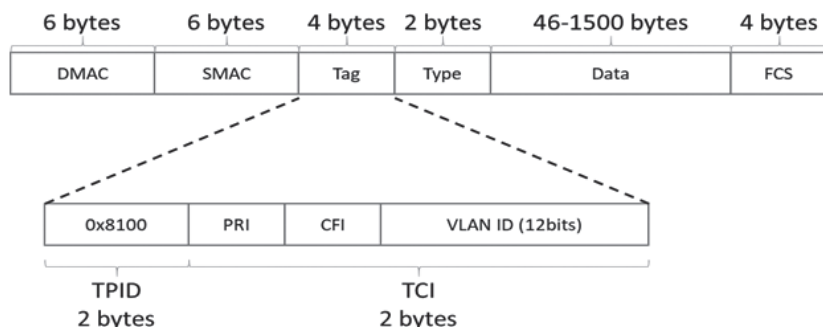 6 bytes 6 bytes 4 bytes 2 bytes 46-1500 bytes 4 bytes
DMAC SMAC Tag Type Data FCS
0x8100 PRI CFI VLAN ID (12bits)
TPID TCI
2 bytes 2 bytes